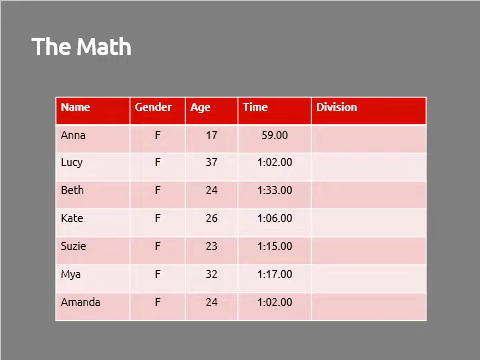 The Math
Name Gender Age Time Division
Anna F 17 59.00
Lucy F 37 1:02.00
Beth F 24 1:33.00
Kate F 26 1:06.00
Suzie F 23 1:15.00
Mya F 32 1:17.00
Amanda F 24 1:02.00